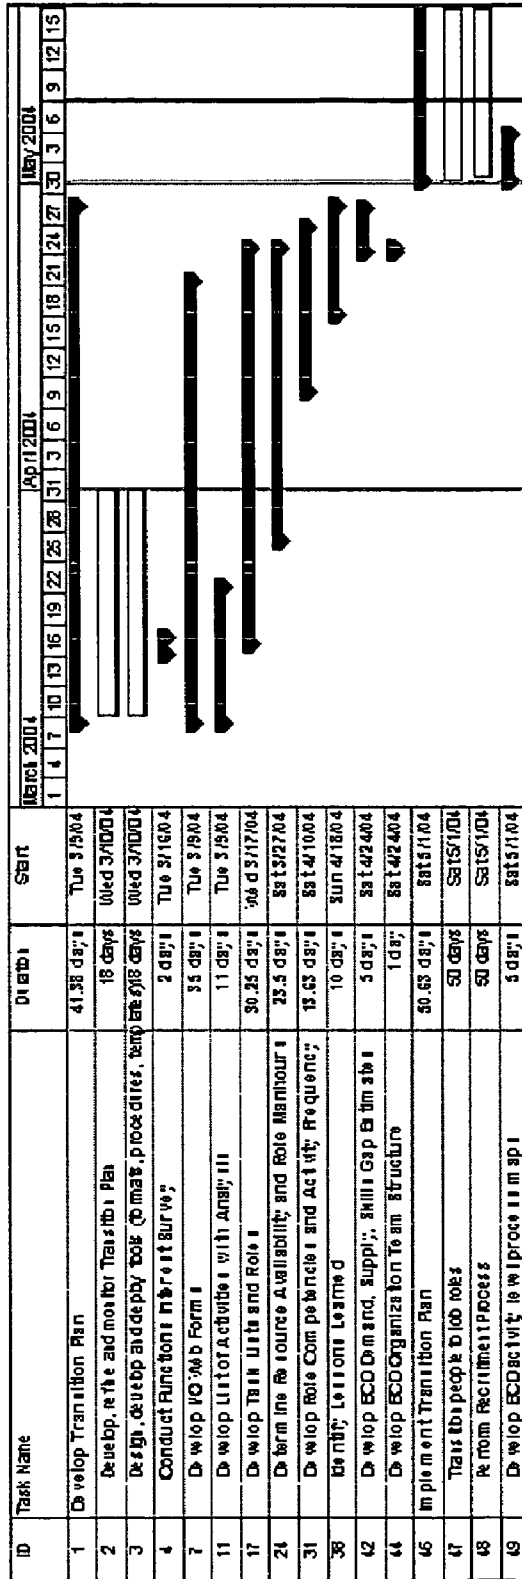 ID Task Name Duration Start March 2004 April 2004 May 2004
1 4 7 10 13 16 19 22 25 28 31 3 6 9 12 15 18 21 24 27 30 3 6 9 12 15
1 Develop Transition Plan 41.38 days Tue 3/9/04
2 Develop, refine and monitor Transition Plan 18 days Wed 3/10/04
3 Design, develop and deploy tools (formats, procedures, templates) 18 days Wed 3/10/04
4 Conduct Functions Interest Survey 2 days Tue 3/16/04
7 Develop Web Forms 35 days Tue 3/9/04
11 Develop List of Activities with Analysis 11 days Tue 3/9/04
17 Develop Task Lists and Roles 30.25 days Wed 3/17/04
24 Determine Resource Availability and Role Manhours 23.5 days Sat 3/27/04
31 Develop Role Competencies and Activity Frequency 13.63 days Sat 4/10/04
38 Identify Lessons Learned 10 days Sun 4/18/04
42 Develop ECO Demand, Supply, Skills Gap Estimates 5 days Sat 4/24/04
44 Develop ECO Organization Team Structure 1 day Sat 4/24/04
46 Implement Transition Plan 50.63 days Sat 5/1/04
47 Transition people to job roles 50 days Sat 5/1/04
48 Perform Recruitment Process 50 days Sat 5/1/04
49 Develop ECO activity level process maps 5 days Sat 5/1/04